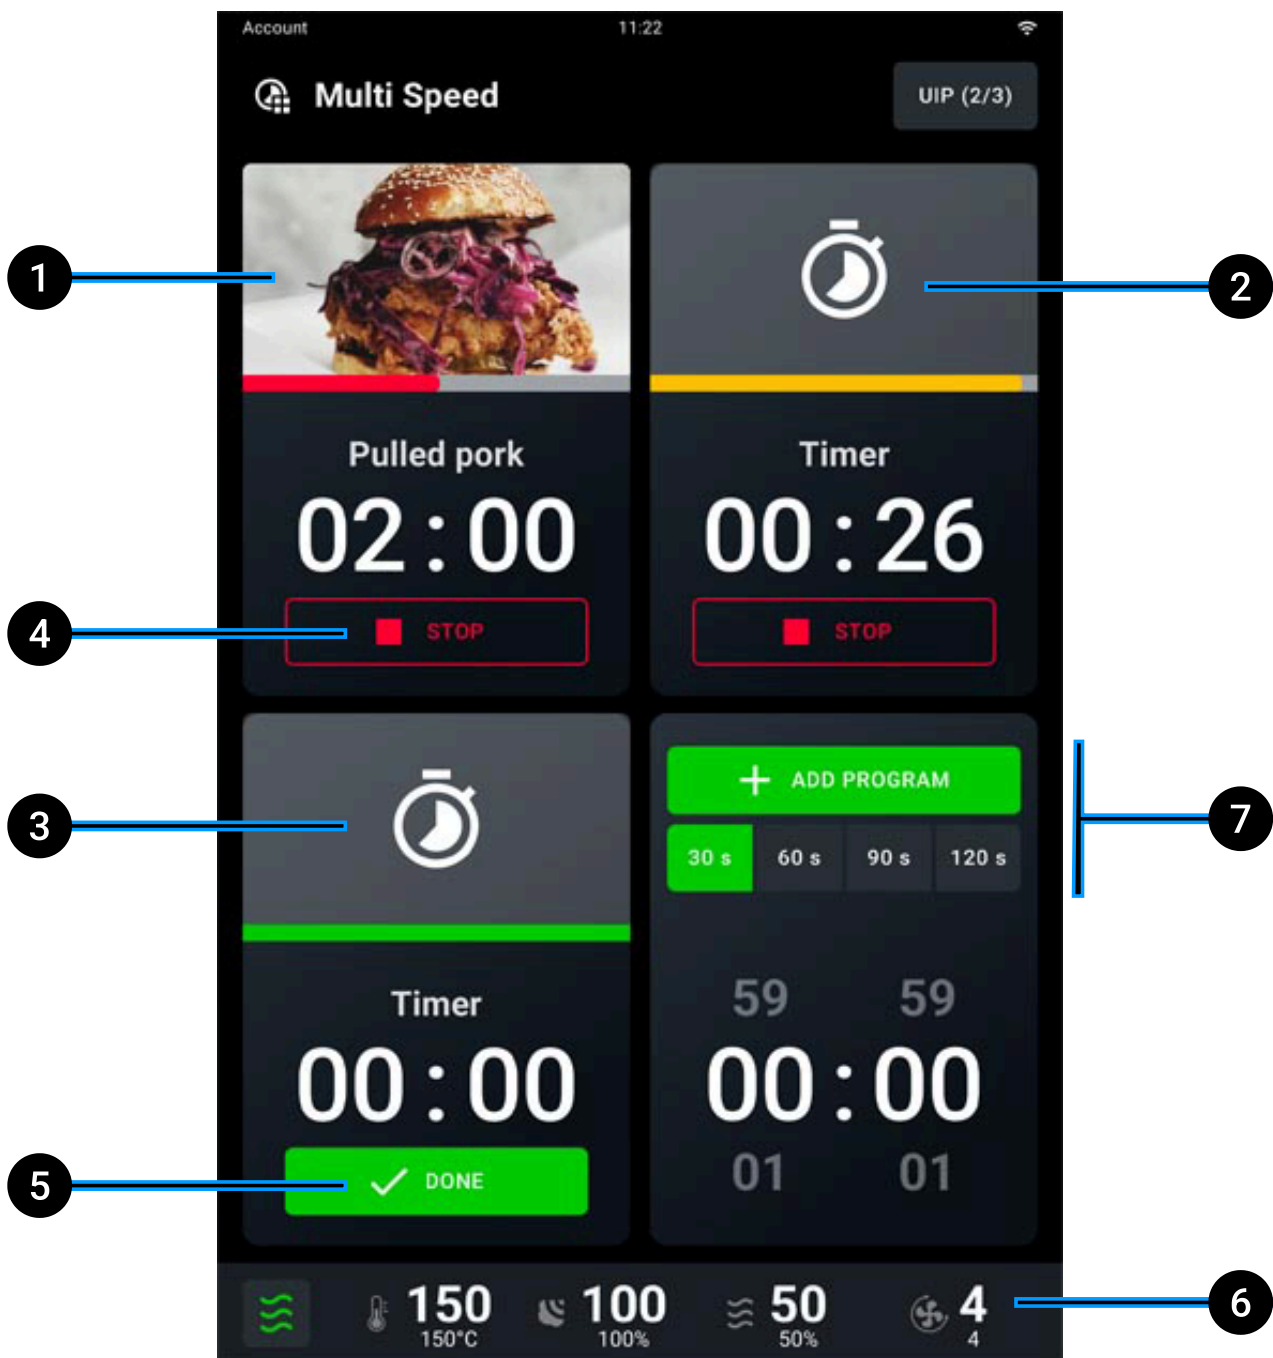 Account 11:22
Multi Speed UIP (2/3)
1
2
Pulled pork
02:00
STOP
Timer
00:26
STOP
4
3
Timer
00:00
DONE
5
ADD PROGRAM
30 s 60 s 90 s 120 s
59 59
00:00
01 01
7
150 100 50 4
150°C 100% 50% 4
6